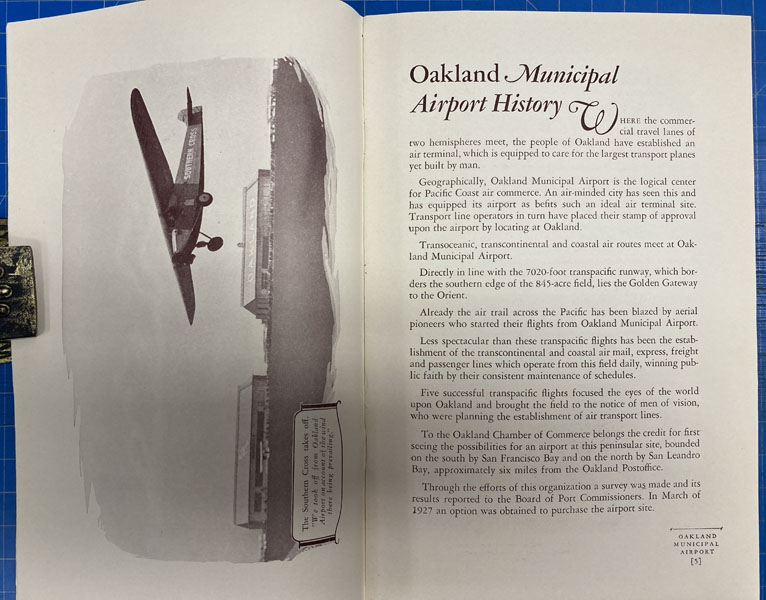 SOUTHERN CROSS
OAKLAND
The Southern Cross takes off.
"We took off from Oakland
Airport on account of the wind
there being prevailing."
Oakland Municipal
Airport History
WHERE the commer-
cial travel lanes of
two hemispheres meet, the people of Oakland have established an
air terminal, which is equipped to care for the largest transport planes
yet built by man.
Geographically, Oakland Municipal Airport is the logical center
for Pacific Coast air commerce. An air-minded city has seen this and
has equipped its airport as befits such an ideal air terminal site.
Transport line operators in turn have placed their stamp of approval
upon the airport by locating at Oakland.
Transoceanic, transcontinental and coastal air routes meet at Oak-
land Municipal Airport.
Directly in line with the 7020-foot transpacific runway, which bor-
ders the southern edge of the 845-acre field, lies the Golden Gateway
to the Orient.
Already the air trail across the Pacific has been blazed by aerial
pioneers who started their flights from Oakland Municipal Airport.
Less spectacular than these transpacific flights has been the estab-
lishment of the transcontinental and coastal air mail, express, freight
and passenger lines which operate from this field daily, winning pub-
lic faith by their consistent maintenance of schedules.
Five successful transpacific flights focused the eyes of the world
upon Oakland and brought the field to the notice of men of vision,
who were planning the establishment of air transport lines.
To the Oakland Chamber of Commerce belongs the credit for first
seeing the possibilities for an airport at this peninsular site, bounded
on the south by San Francisco Bay and on the north by San Leandro
Bay, approximately six miles from the Oakland Postoffice.
Through the efforts of this organization a survey was made and its
results reported to the Board of Port Commissioners. In March of
1927 an option was obtained to purchase the airport site.
OAKLAND
MUNICIPAL
AIRPORT
[5]